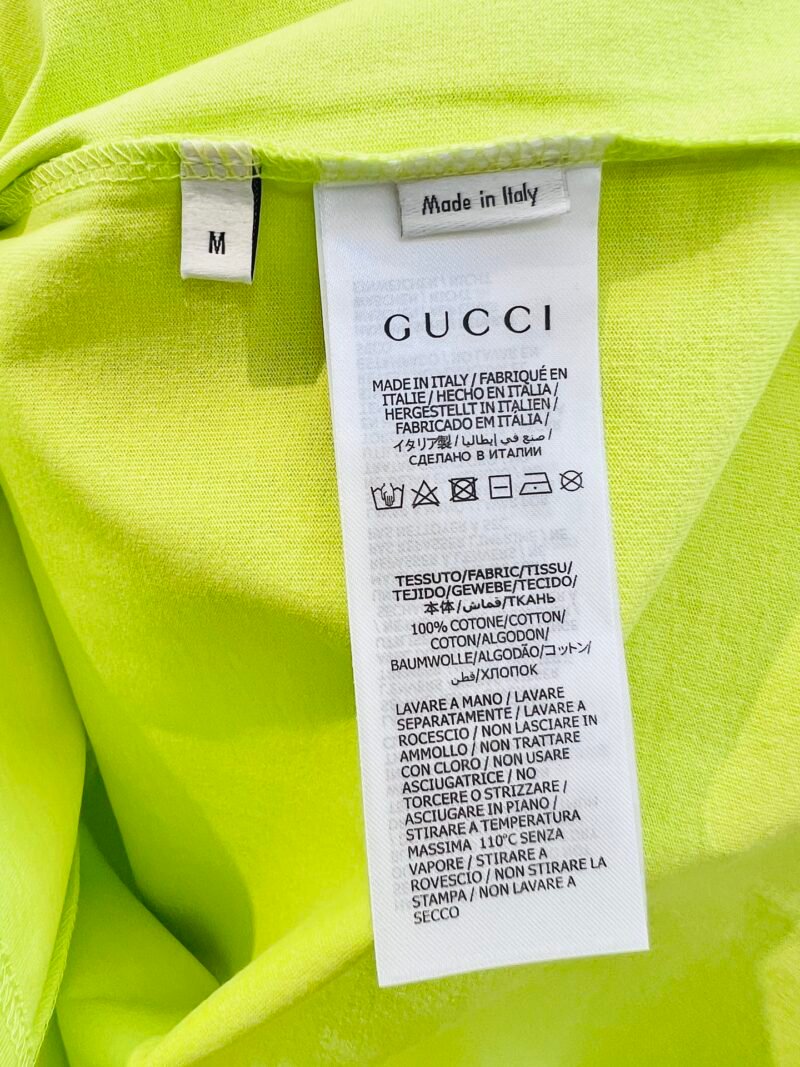 M
Made in Italy
GUCCI
MADE IN ITALY / FABRIQUÉ EN
ITALIE / HECHO EN ITÀLIA /
HERGESTELLT IN ITALIEN /
FABRICADO EM ITÁLIA /
イタリア製 / صنع في إيطاليا /
СДЕЛАНО В ИТАЛИИ
TESSUTO/FABRIC/TISSU/
TEJIDO/GEWEBE/TECIDO/
本体/قماش/ТКАНЬ
100% COTONE/COTTON/
COTON/ALGODON/
BAUMWOLLE/ALGODÃO/コットン/
قطن/ХЛОПОК
LAVARE A MANO / LAVARE
SEPARATAMENTE / LAVARE A
ROCESCIO / NON LASCIARE IN
AMMOLLO / NON TRATTARE
CON CLORO / NON USARE
ASCIUGATRICE / NO
TORCERE O STRIZZARE /
ASCIUGARE IN PIANO /
STIRARE A TEMPERATURA
MASSIMA 110°C SENZA
VAPORE / STIRARE A
ROVESCIO / NON STIRARE LA
STAMPA / NON LAVARE A
SECCO